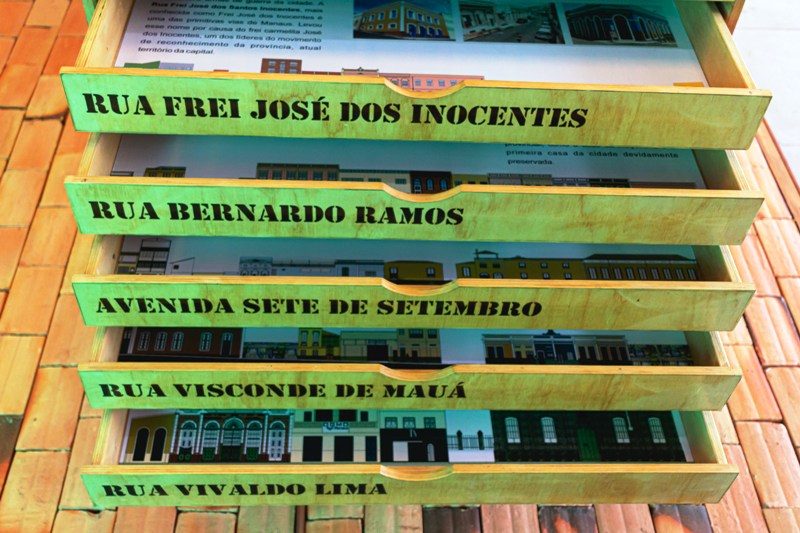 Rua Frei José dos Santos Inocentes, mais
conhecida como Frei José dos Inocentes é
uma das primitivas vias de Manaus. Levou
esse nome por causa do frei carmelita José
dos Inocentes, um dos líderes do movimento
de reconhecimento da província, atual
território da capital.
RUA FREI JOSÉ DOS INOCENTES
primeira casa da cidade devidamente
preservada.
RUA BERNARDO RAMOS
AVENIDA SETE DE SETEMBRO
RUA VISCONDE DE MAUÁ
RUA VIVALDO LIMA